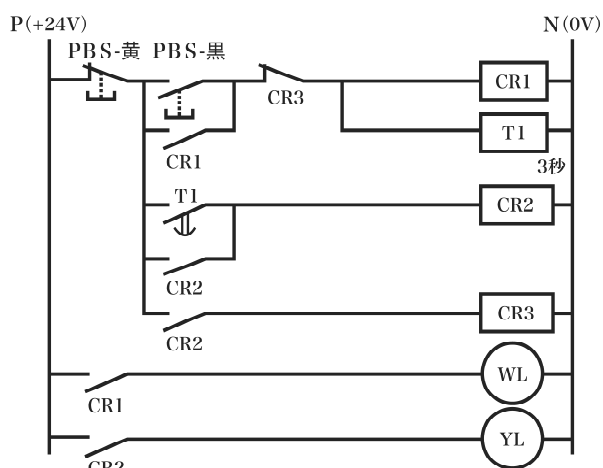 P(+24V) N(0V)
PBS-黄 PBS-黒
CR3 CR1
T1
CR1 3秒
T1
CR2
CR2
CR3
CR2
WL
CR1
YL